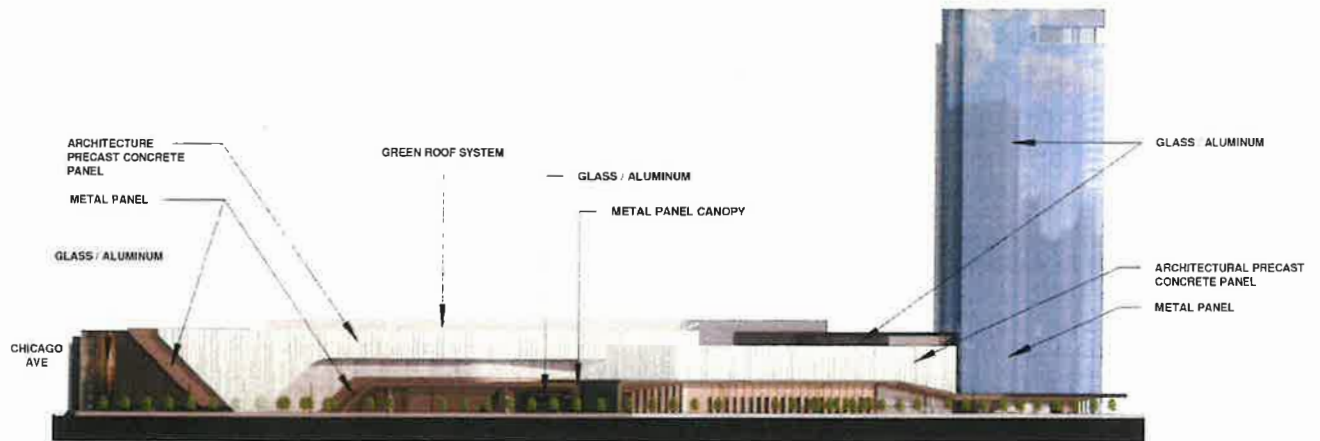 ARCHITECTURE
PRECAST CONCRETE
PANEL
METAL PANEL
GLASS / ALUMINUM
CHICAGO
AVE
GREEN ROOF SYSTEM
GLASS / ALUMINUM
METAL PANEL CANOPY
GLASS / ALUMINUM
ARCHITECTURAL PRECAST
CONCRETE PANEL
METAL PANEL